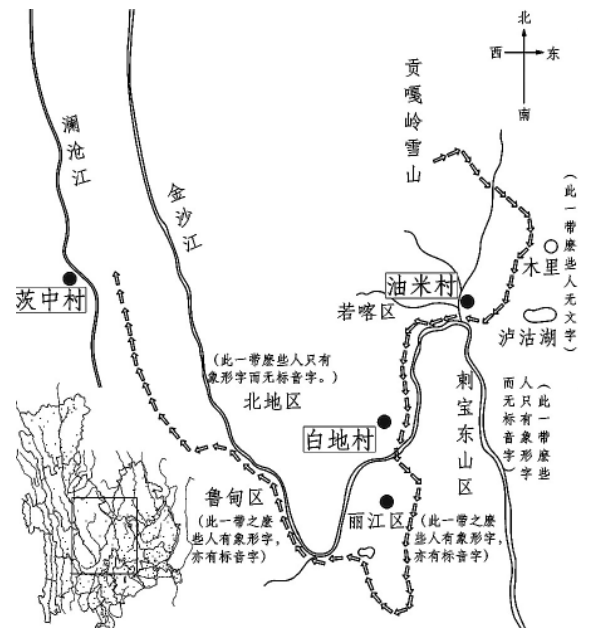 北
西
东
南
贡嘎岭雪山
澜沧江
金沙江
（此一带麽些人无文字）
木里
茨中村
油米村
若喀区
泸沽湖
（此一带麽些人只有
象形字而无标音字。）
北地区
刺宝东山区
（此一带麽些
人只有象形字
而无标音字）
白地村
鲁甸区
（此一带之麽
些人有象形字，
亦有标音字）
丽江区
（此一带之麽
些人有象形字，
亦有标音字）